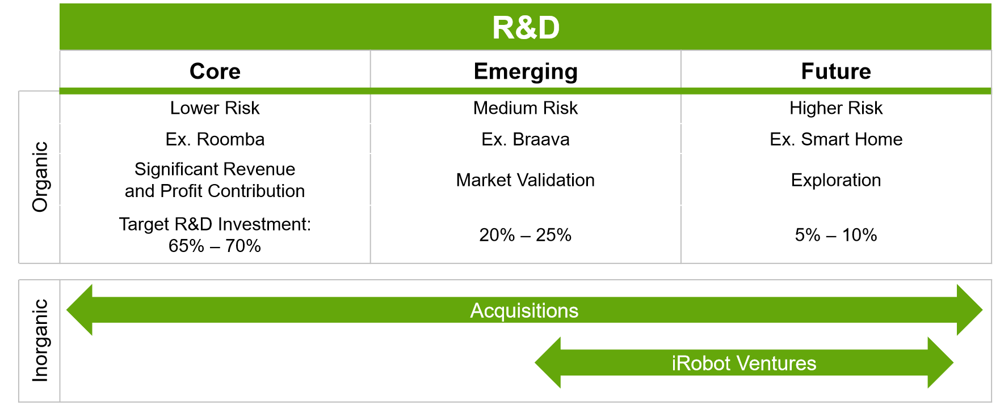 R&D
Core
Emerging
Future
Organic
Lower Risk
Medium Risk
Higher Risk
Ex. Roomba
Ex. Braava
Ex. Smart Home
Significant Revenue
and Profit Contribution
Market Validation
Exploration
Target R&D Investment:
65% – 70%
20% – 25%
5% – 10%
Inorganic
Acquisitions
iRobot Ventures